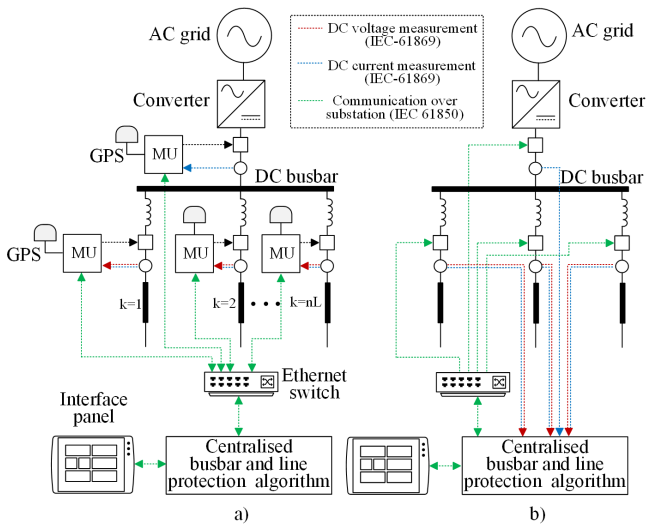 AC grid
Converter
GPS
MU
DC voltage measurement
(IEC-61869)
DC current measurement
(IEC-61869)
Communication over
substation (IEC 61850)
AC grid
Converter
DC busbar
DC busbar
GPS
MU
MU
MU
k=1
k=2
k=nL
Ethernet
switch
Interface
panel
Centralised
busbar and line
protection algorithm
Centralised
busbar and line
protection algorithm
a)
b)